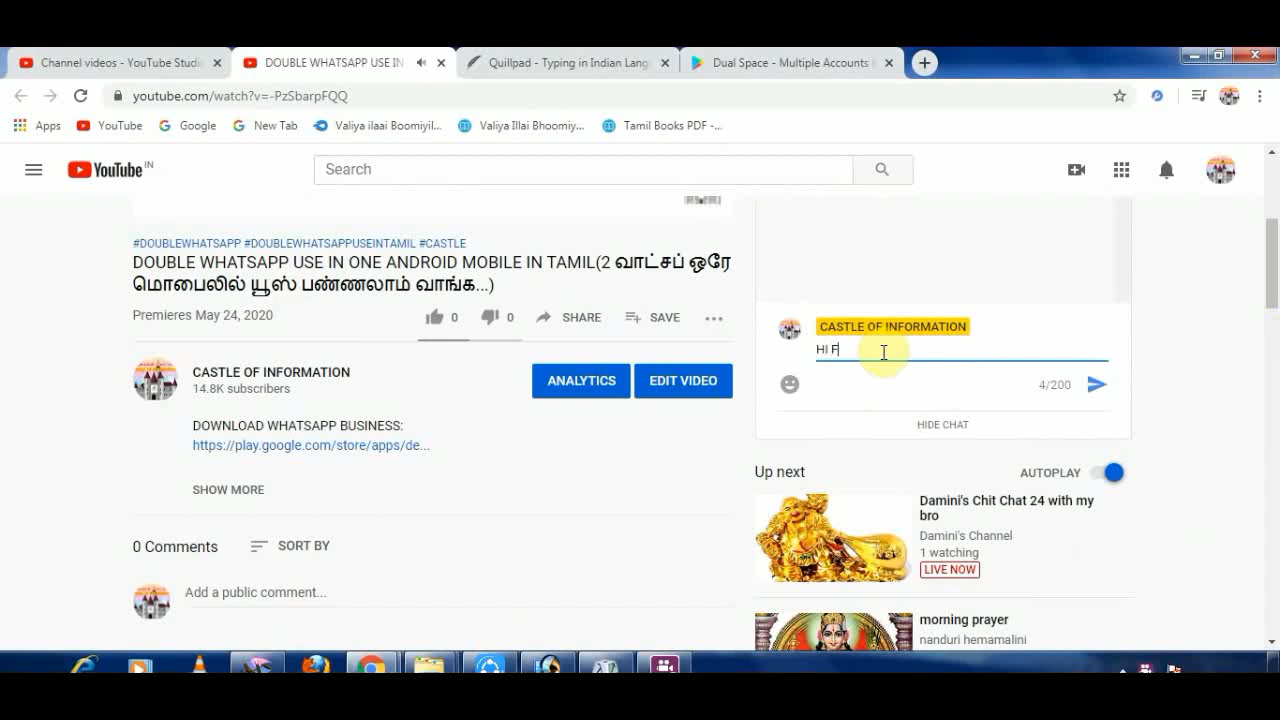 Channel videos - YouTube Studi
DOUBLE WHATSAPP USE IN
Quillpad - Typing in Indian Lang
Dual Space - Multiple Accounts
youtube.com/watch?v=-PzSbarpFQQ
Apps
YouTube
Google
New Tab
Valiya ilaai Boomiyil...
Valiya Illai Bhoomiy...
Tamil Books PDF -...
YouTube IN
Search
#DOUBLEWHATSAPP #DOUBLEWHATSAPPUSEINTAMIL #CASTLE
DOUBLE WHATSAPP USE IN ONE ANDROID MOBILE IN TAMIL(2 வாட்சப் ஒரே
மொபைலில் யூஸ் பண்ணலாம் வாங்க...)
Premieres May 24, 2020
0
0
SHARE
SAVE
CASTLE OF INFORMATION
14.8K subscribers
ANALYTICS
EDIT VIDEO
DOWNLOAD WHATSAPP BUSINESS:
https://play.google.com/store/apps/de...
SHOW MORE
0 Comments
SORT BY
Add a public comment...
CASTLE OF INFORMATION
HI F
4/200
HIDE CHAT
Up next
AUTOPLAY
Damini's Chit Chat 24 with my
bro
Damini's Channel
1 watching
LIVE NOW
morning prayer
nanduri hemamalini